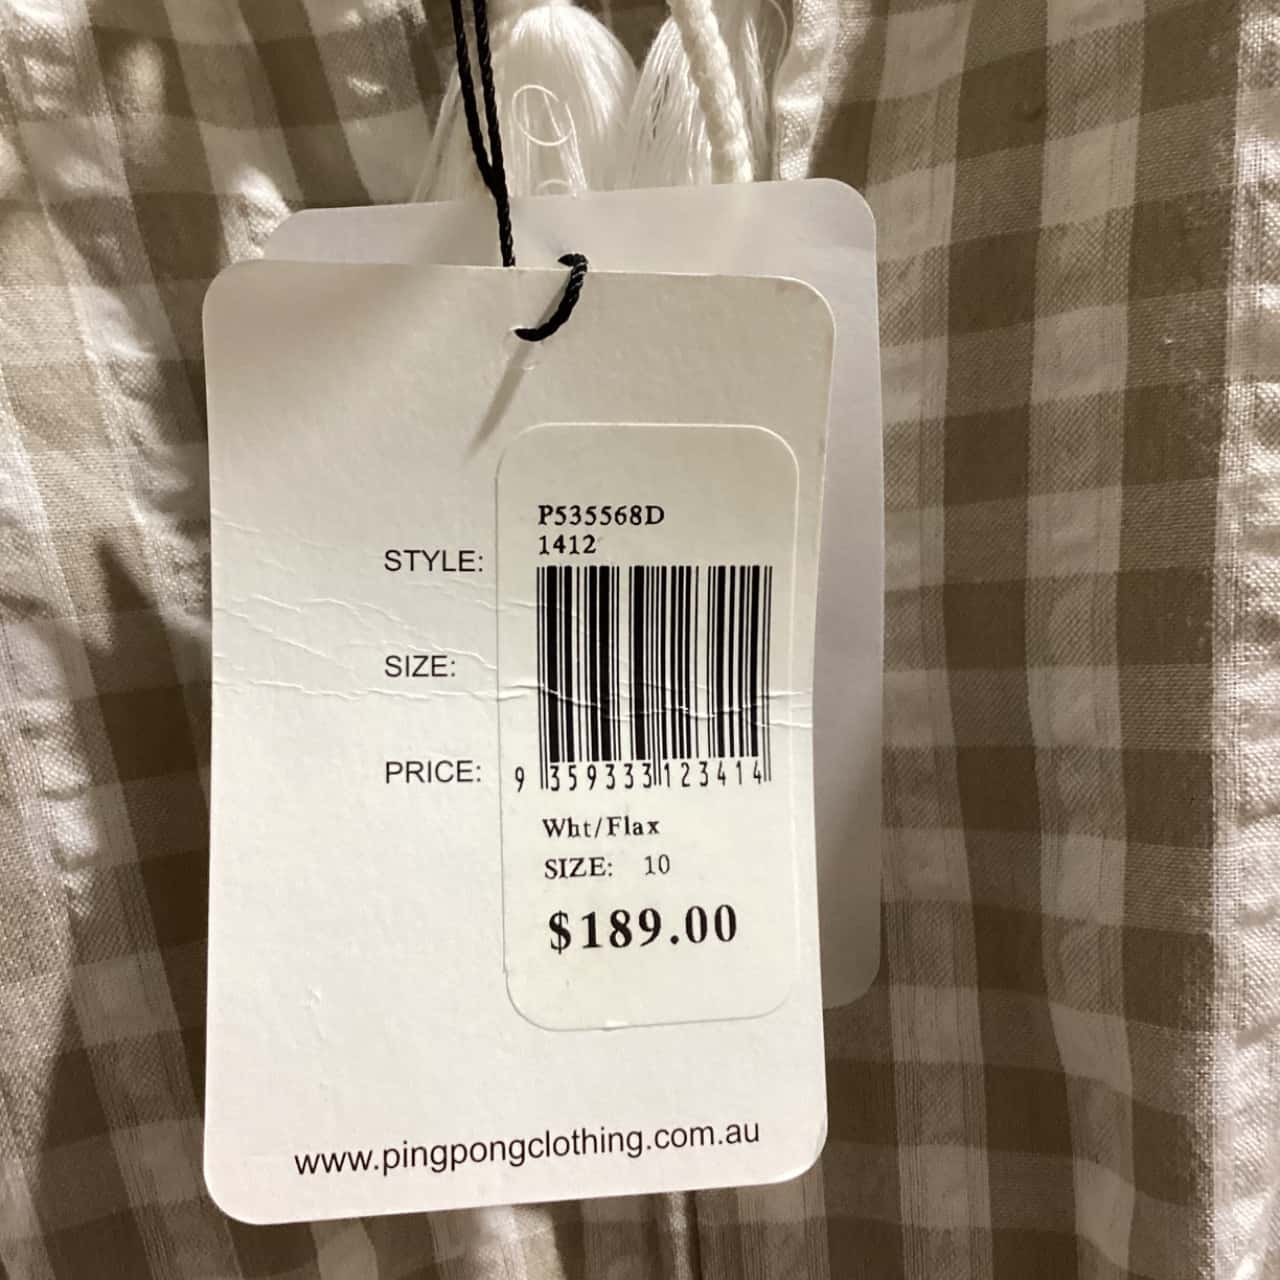 P535568D
1412
STYLE:
SIZE:
PRICE:
9 359333 123414
Wht/Flax
SIZE: 10
$189.00
www.pingpongclothing.com.au